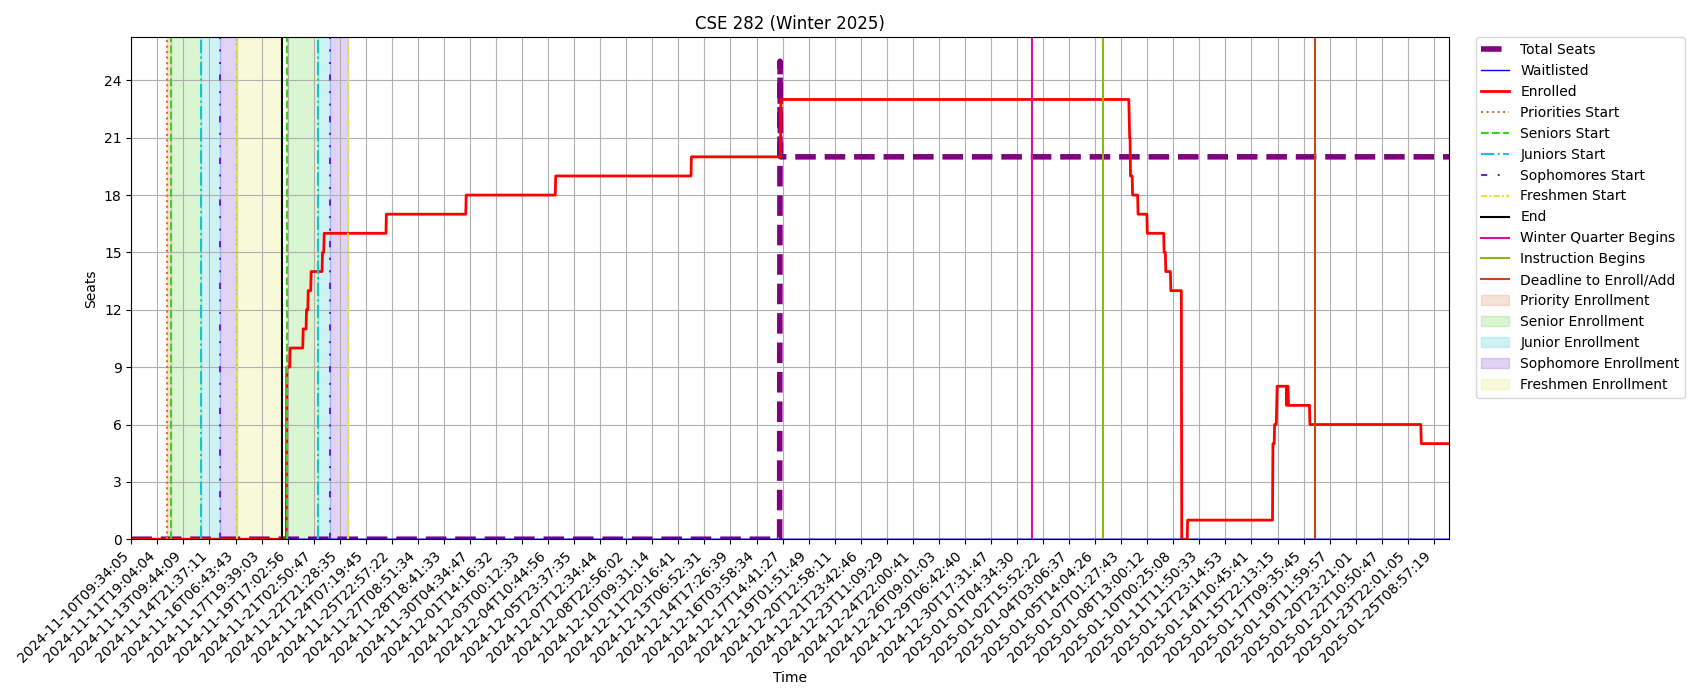 CSE 282 (Winter 2025)
Seats
24
21
18
15
12
9
6
3
0
2024-11-10T09:34:05
2024-11-11T19:04:04
2024-11-13T09:44:09
2024-11-14T21:37:11
2024-11-16T06:43:43
2024-11-17T19:39:03
2024-11-19T17:02:56
2024-11-21T02:50:47
2024-11-22T21:28:35
2024-11-24T07:19:45
2024-11-25T22:57:22
2024-11-27T08:51:34
2024-11-28T18:41:33
2024-11-30T04:34:47
2024-12-01T14:16:32
2024-12-03T00:12:33
2024-12-04T10:44:56
2024-12-05T23:37:35
2024-12-07T12:34:44
2024-12-08T22:56:02
2024-12-10T09:31:14
2024-12-11T20:16:41
2024-12-13T06:52:31
2024-12-14T17:26:39
2024-12-16T03:58:34
2024-12-17T14:41:27
2024-12-19T01:51:49
2024-12-20T12:58:11
2024-12-21T23:42:46
2024-12-23T11:09:29
2024-12-24T22:00:41
2024-12-26T09:01:03
2024-12-29T06:42:40
2024-12-30T17:31:47
2025-01-01T04:34:30
2025-01-02T15:52:22
2025-01-04T03:06:37
2025-01-05T14:04:26
2025-01-07T01:27:43
2025-01-08T13:00:12
2025-01-10T00:25:08
2025-01-11T11:50:33
2025-01-12T23:14:53
2025-01-14T10:45:41
2025-01-15T22:13:15
2025-01-17T09:35:45
2025-01-19T11:59:57
2025-01-20T23:21:01
2025-01-22T10:50:47
2025-01-23T22:01:05
2025-01-25T08:57:19
Time
Total Seats
Waitlisted
Enrolled
Priorities Start
Seniors Start
Juniors Start
Sophomores Start
Freshmen Start
End
Winter Quarter Begins
Instruction Begins
Deadline to Enroll/Add
Priority Enrollment
Senior Enrollment
Junior Enrollment
Sophomore Enrollment
Freshmen Enrollment